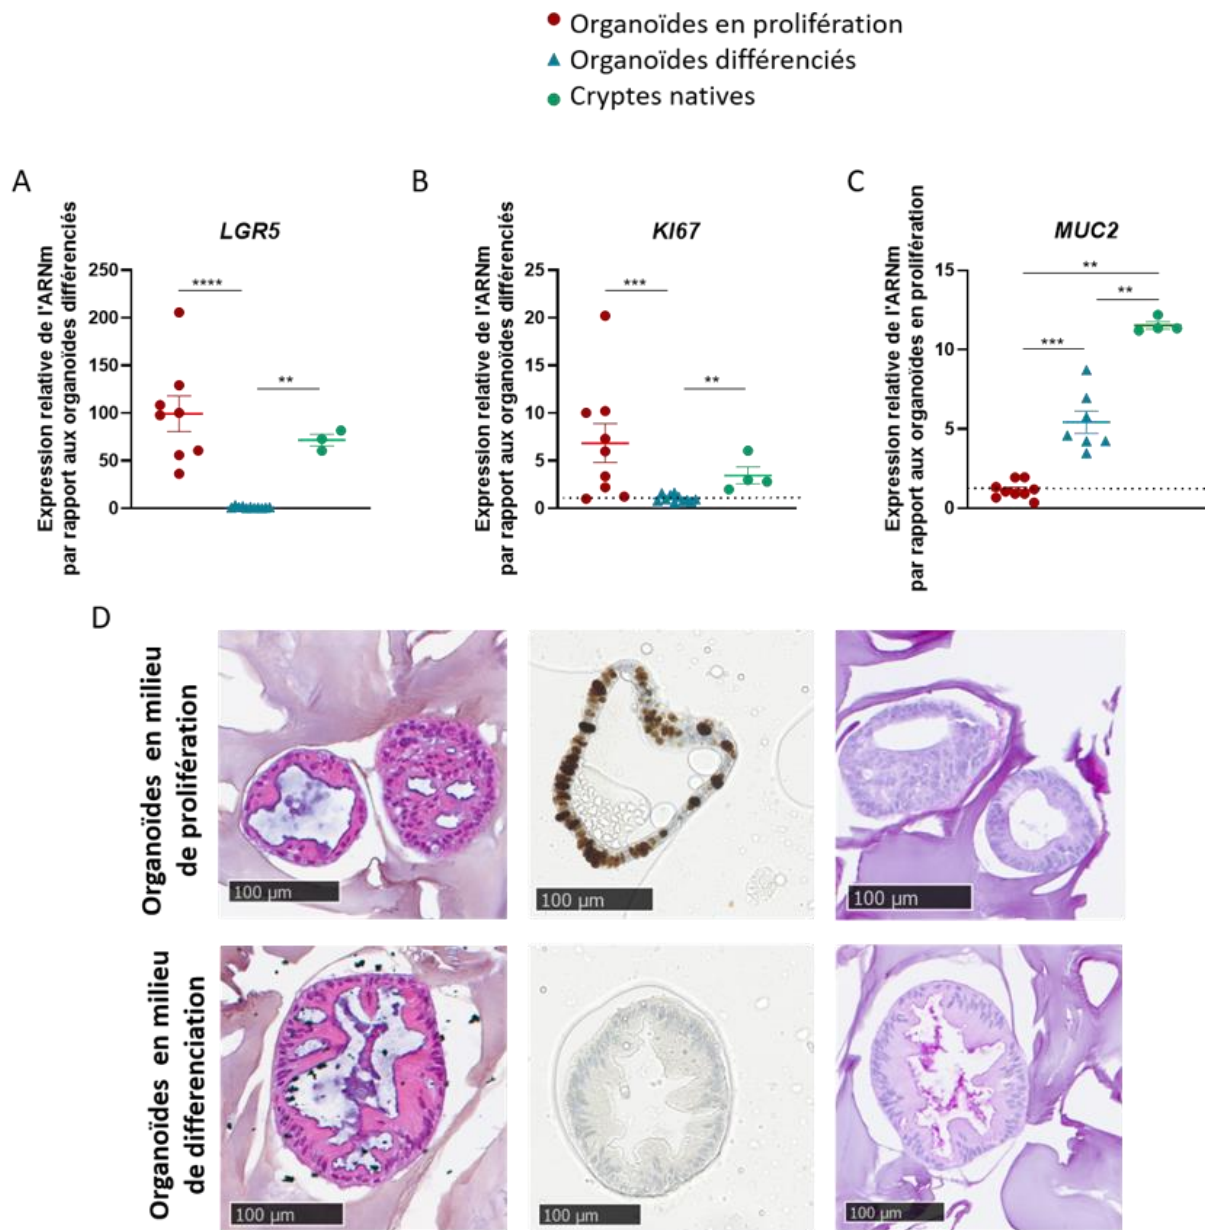 Organoïdes en prolifération
Organoïdes différenciés
Cryptes natives
A
B
C
Expression relative de l'ARNm
par rapport aux organoïdes différenciés
LGR5
250
200
150
100
50
0
****
**
Expression relative de l'ARNm
par rapport aux organoïdes différenciés
KI67
25
20
15
10
5
0
***
**
Expression relative de l'ARNm
par rapport aux organoïdes en prolifération
MUC2
15
10
5
0
**
**
***
D
Organoïdes en milieu
de prolifération
100 µm
100 µm
100 µm
Organoïdes en milieu
de differenciation
100 µm
100 µm
100 µm